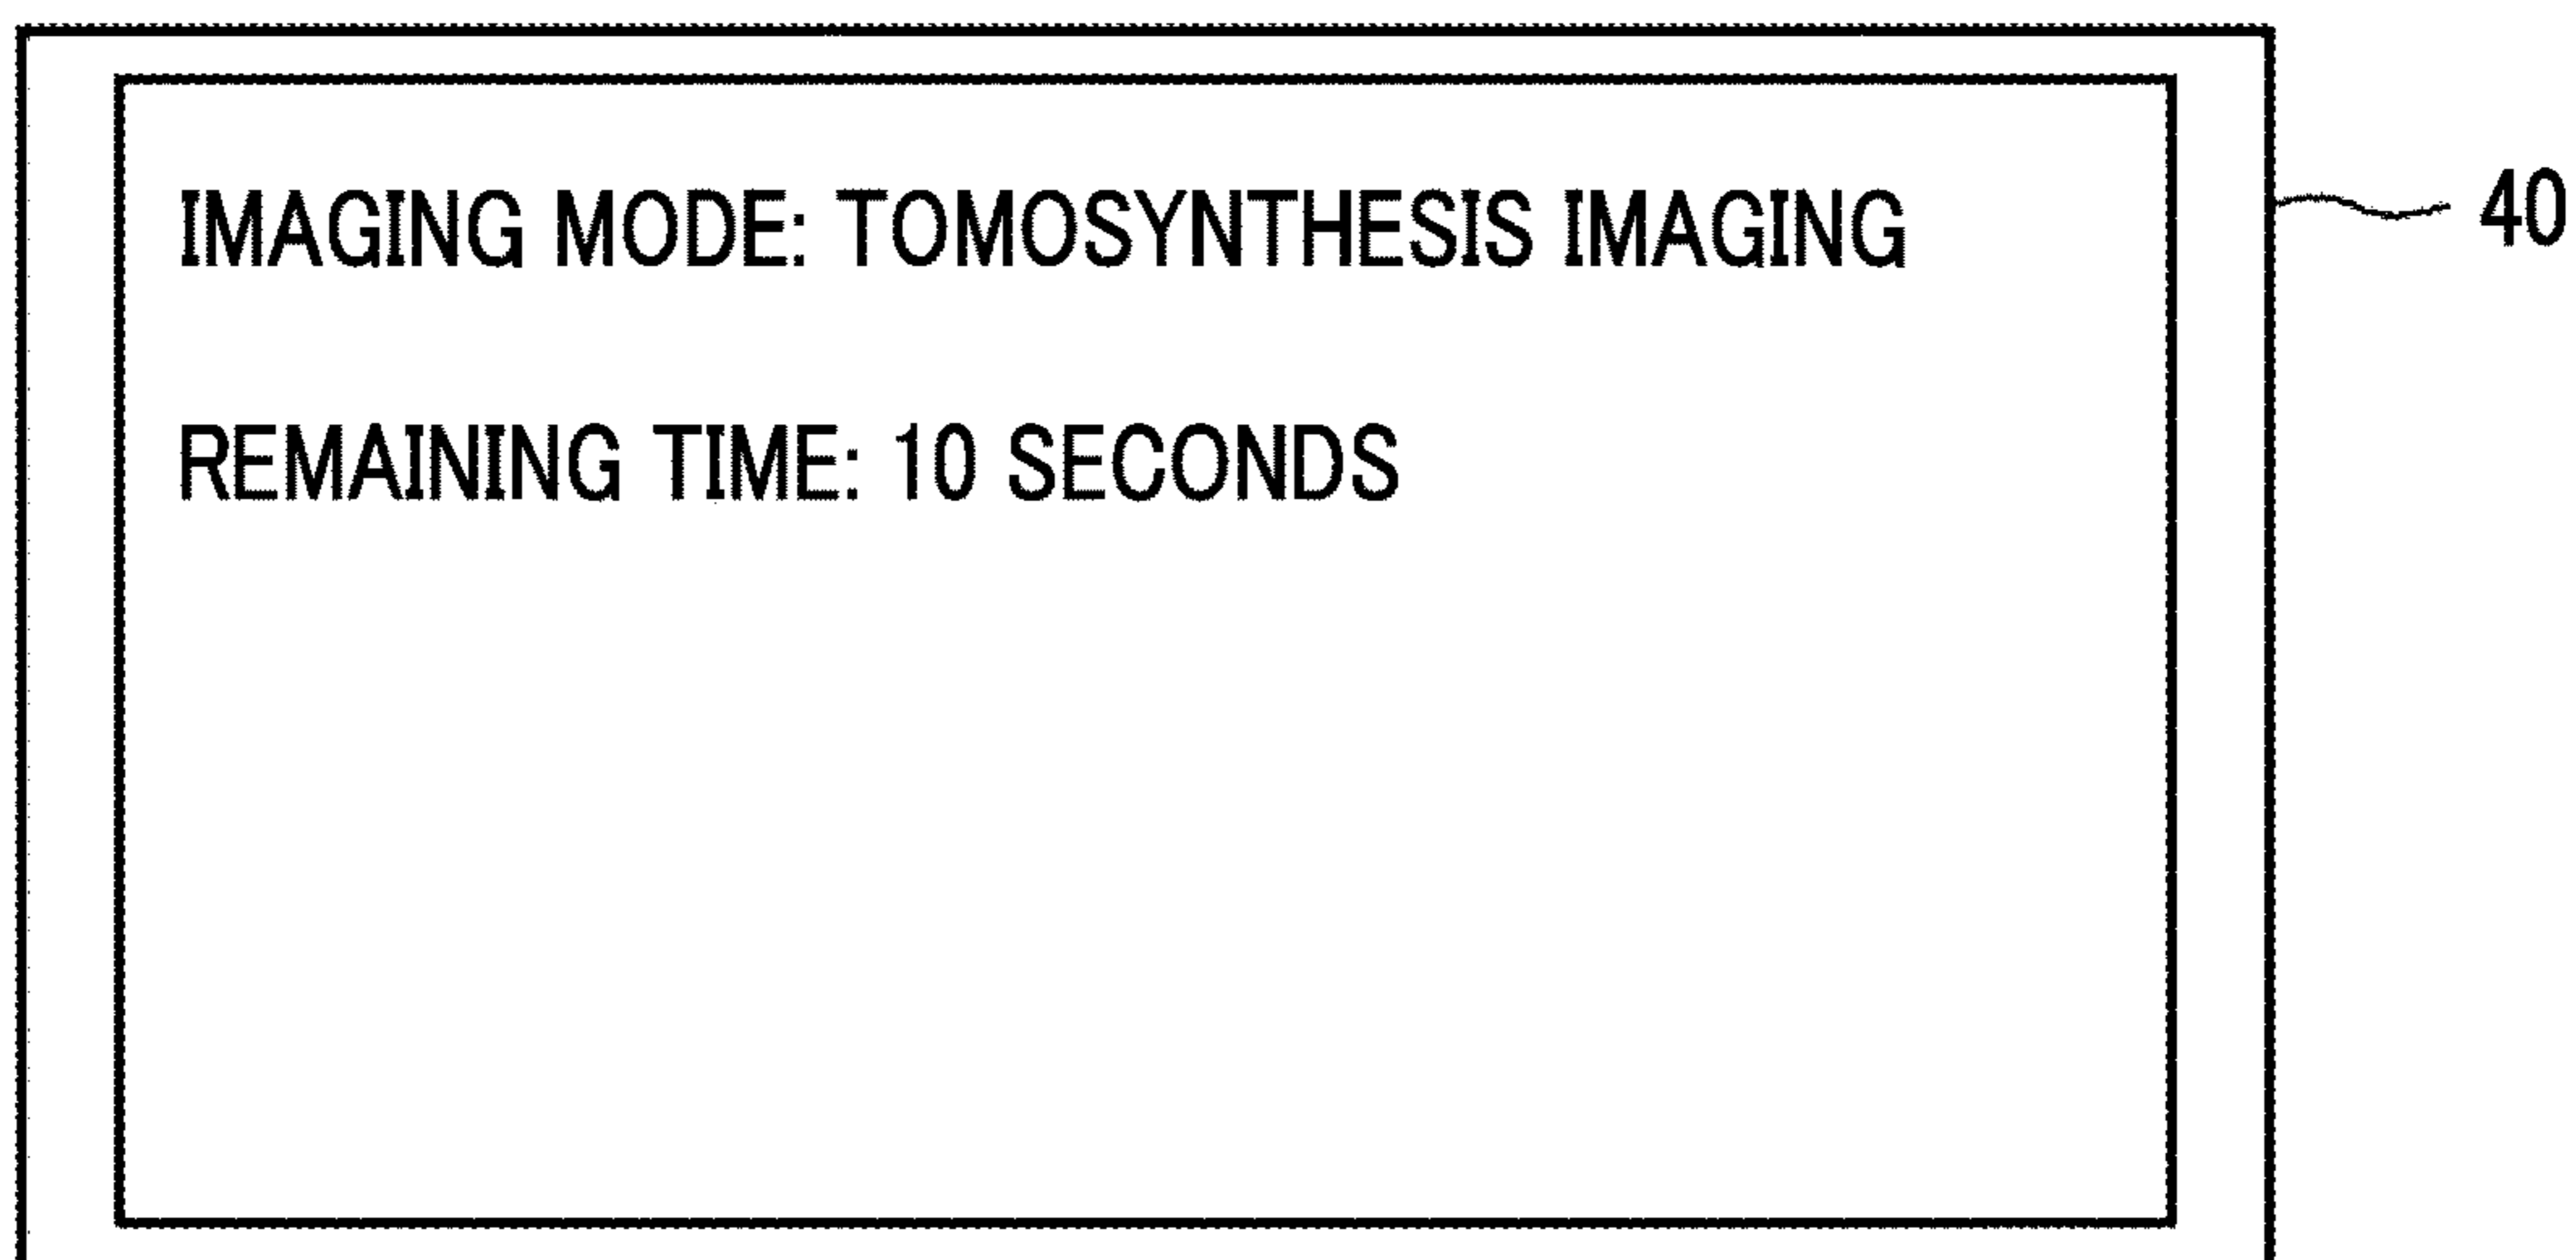 IMAGING MODE: TOMOSYNTHESIS IMAGING
40
REMAINING TIME: 10 SECONDS